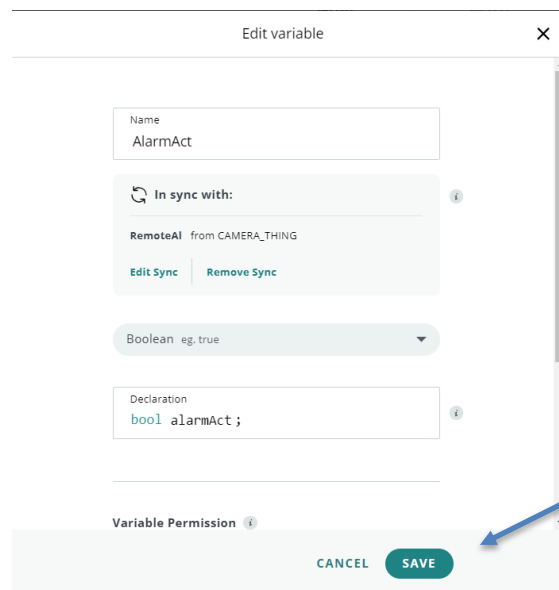 Edit variable
Name
AlarmAct
In sync with:
RemoteAl from CAMERA_THING
Edit Sync Remove Sync
Boolean eg. true
Declaration
bool alarmAct;
Variable Permission
CANCEL SAVE